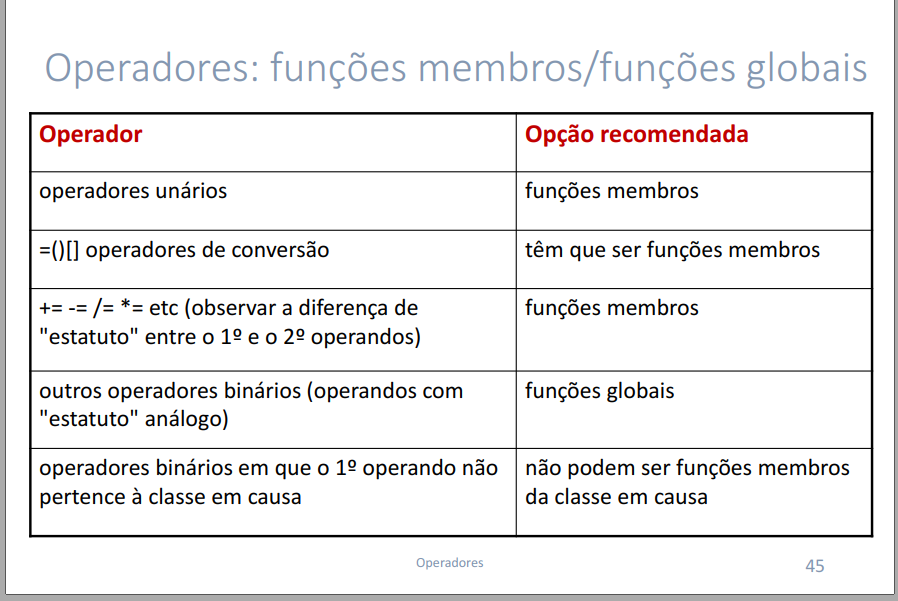 Operadores: funções membros/funções globais
Operador
Opção recomendada
operadores unários
funções membros
=()[] operadores de conversão
têm que ser funções membros
+= -= /= *= etc (observar a diferença de
"estatuto" entre o 1º e o 2º operandos)
funções membros
outros operadores binários (operandos com
"estatuto" análogo)
funções globais
operadores binários em que o 1º operando não
pertence à classe em causa
não podem ser funções membros
da classe em causa
Operadores
45